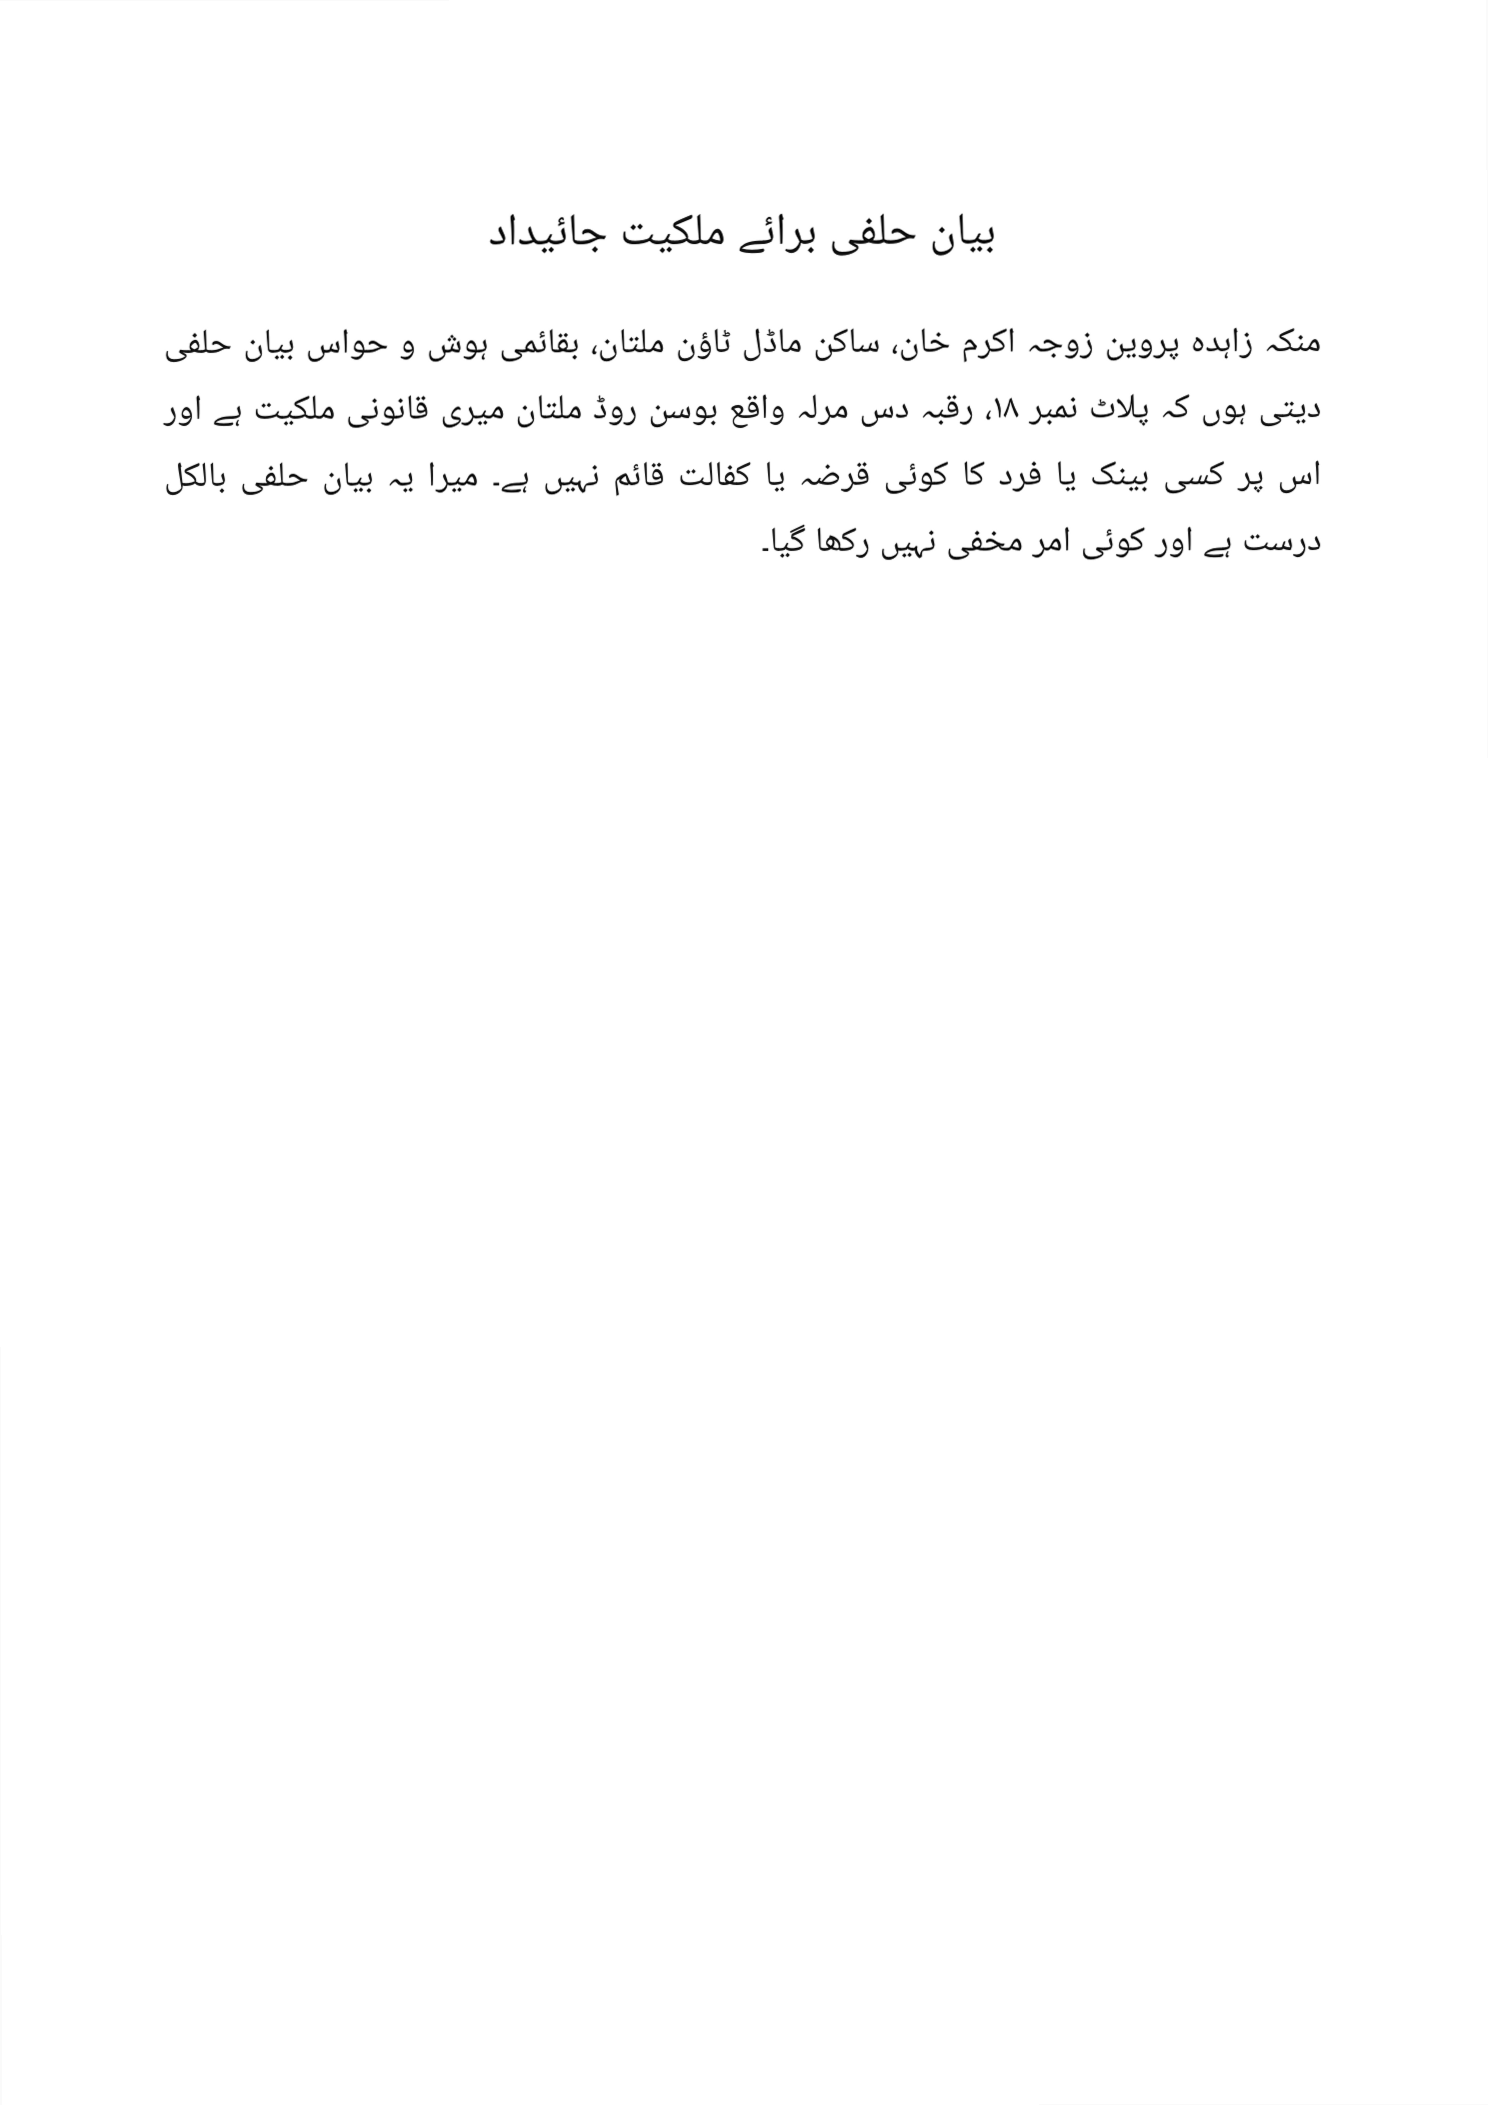 بیان حلفی برائے ملکیت جائیداد
منکہ زاہدہ پروین زوجہ اکرم خان، ساکن ماڈل ٹاؤن ملتان، بقائمی ہوش و حواس بیان حلفی
دیتی ہوں کہ پلاٹ نمبر ۱۸، رقبہ دس مرلہ واقع بوسن روڈ ملتان میری قانونی ملکیت ہے اور
اس پر کسی بینک یا فرد کا کوئی قرضہ یا کفالت قائم نہیں ہے۔ میرا یہ بیان حلفی بالکل
درست ہے اور کوئی امر مخفی نہیں رکھا گیا۔